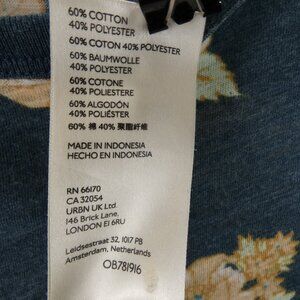 60% COTTON
40% POLYESTER
60% COTON 40% POLYESTER
60% BAUMWOLLE
40% POLYESTER
60% COTONE
40% POLIESTERE
60% ALGODÓN
40% POLIÉSTER
60% 棉 40% 聚脂纤维
MADE IN INDONESIA
HECHO EN INDONESIA
RN 66170
CA 32054
URBN UK Ltd.
146 Brick Lane,
LONDON E1 6RU
Leidsestraat 32, 1017 PB
Amsterdam, Netherlands
OB781916